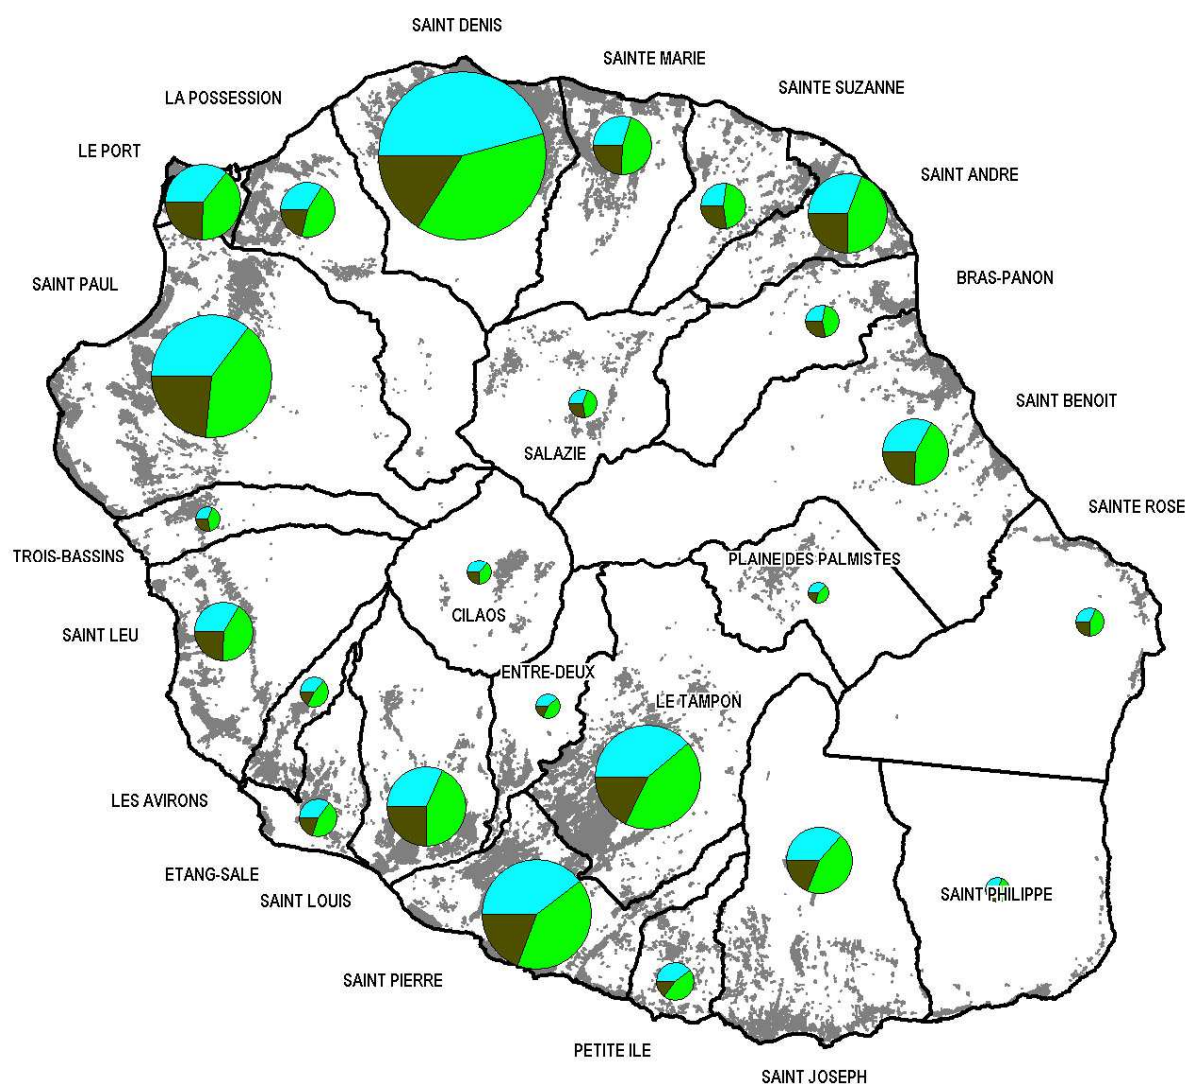 SAINT DENIS
SAINTE MARIE
SAINTE SUZANNE
LA POSSESSION
LE PORT
SAINT ANDRE
SAINT PAUL
BRAS-PANON
SAINT BENOIT
SALAZIE
SAINTE ROSE
TROIS-BASSINS
PLAINE DES PALMISTES
CILAOS
SAINT LEU
ENTRE-DEUX
LE TAMPON
LES AVIRONS
ETANG-SALE
SAINT LOUIS
SAINT PHILIPPE
SAINT PIERRE
PETITE ILE
SAINT JOSEPH